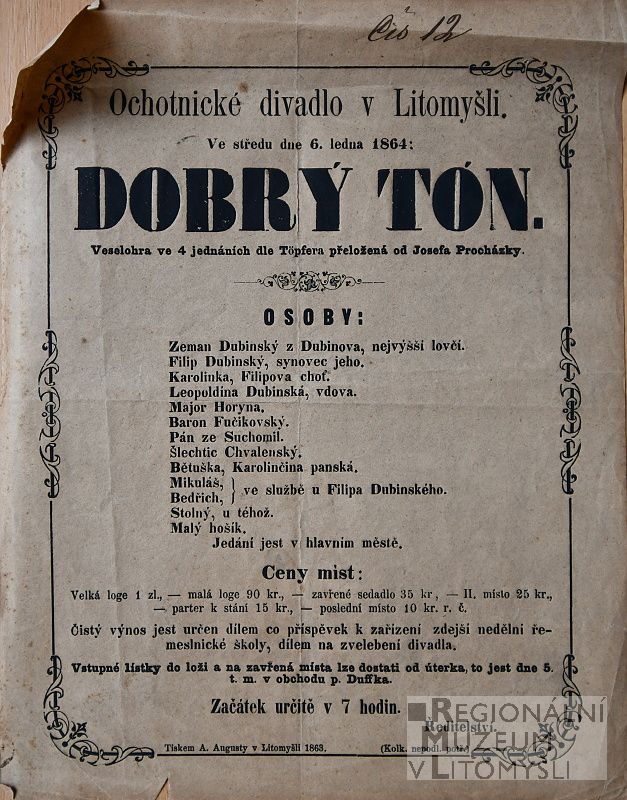 Čís 12
Ochotnické divadlo v Litomyšli.
Ve středu dne 6. ledna 1864:
DOBRÝ TÓN.
Veselohra ve 4 jednáních dle Töpfera přeložená od Josefa Procházky.
OSOBY:
Zeman Dubinský z Dubinova, nejvýšší lovčí.
Filip Dubinský, synovec jeho.
Karolinka, Filipova choť.
Leopoldina Dubinská, vdova.
Major Horyna.
Baron Fučikovský.
Pán ze Suchomil.
Šlechtic Chvalenský.
Bětuška, Karolinčina panská.
Mikuláš,
Bedřich, } ve službě u Filipa Dubinského.
Stolný, u téhož.
Malý hošík.
Jedání jest v hlavním městě.
Ceny míst:
Velká loge 1 zl., — malá loge 90 kr., — zavřené sedadlo 35 kr, — II. místo 25 kr.,
— parter k stání 15 kr., — poslední místo 10 kr. r. č.
Čistý výnos jest určen dílem co příspěvek k zařízení zdejší nedělní ře-
meslnické školy, dílem na zvelebení divadla.
Vstupné lístky do loži a na zavřená místa lze dostati od úterka, to jest dne 5.
t. m. v obchodu p. Duffka.
Začátek určitě v 7 hodin.
Ředitelství.
Tiskem A. Augusty v Litomyšli 1863. (Kolk. nepodl. potř.)
REGIONÁLNÍ
MUZEUM
V LITOMYŠLI